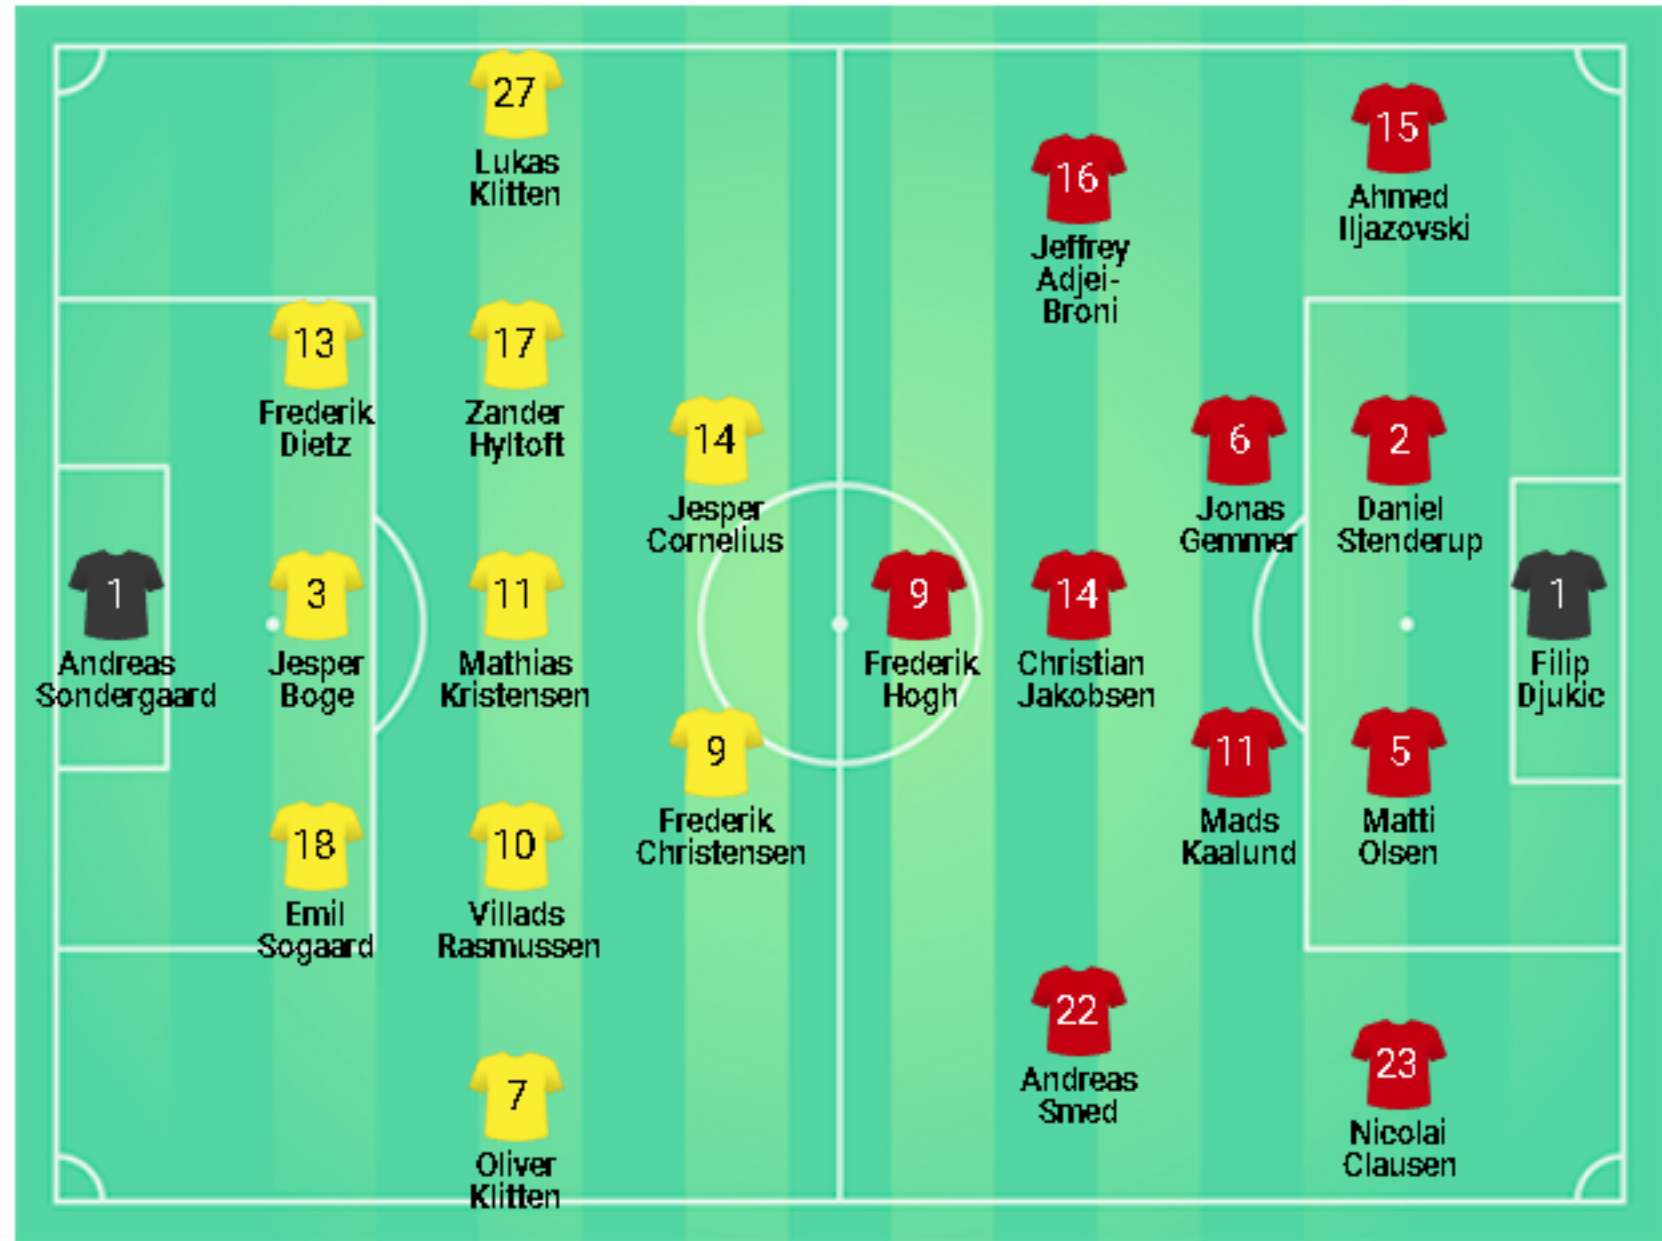 27
Lukas
Klitten
13
Frederik
Dietz
17
Zander
Hyltoft
14
Jesper
Cornelius
1
Andreas
Sondergaard
3
Jesper
Boge
11
Mathias
Kristensen
9
Frederik
Christensen
18
Emil
Sogaard
10
Villads
Rasmussen
7
Oliver
Klitten
16
Jeffrey
Adjei-
Broni
15
Ahmed
Iljazovski
6
Jonas
Gemmer
2
Daniel
Stenderup
9
Frederik
Hogh
14
Christian
Jakobsen
1
Filip
Djukic
11
Mads
Kaalund
5
Matti
Olsen
22
Andreas
Smed
23
Nicolai
Clausen